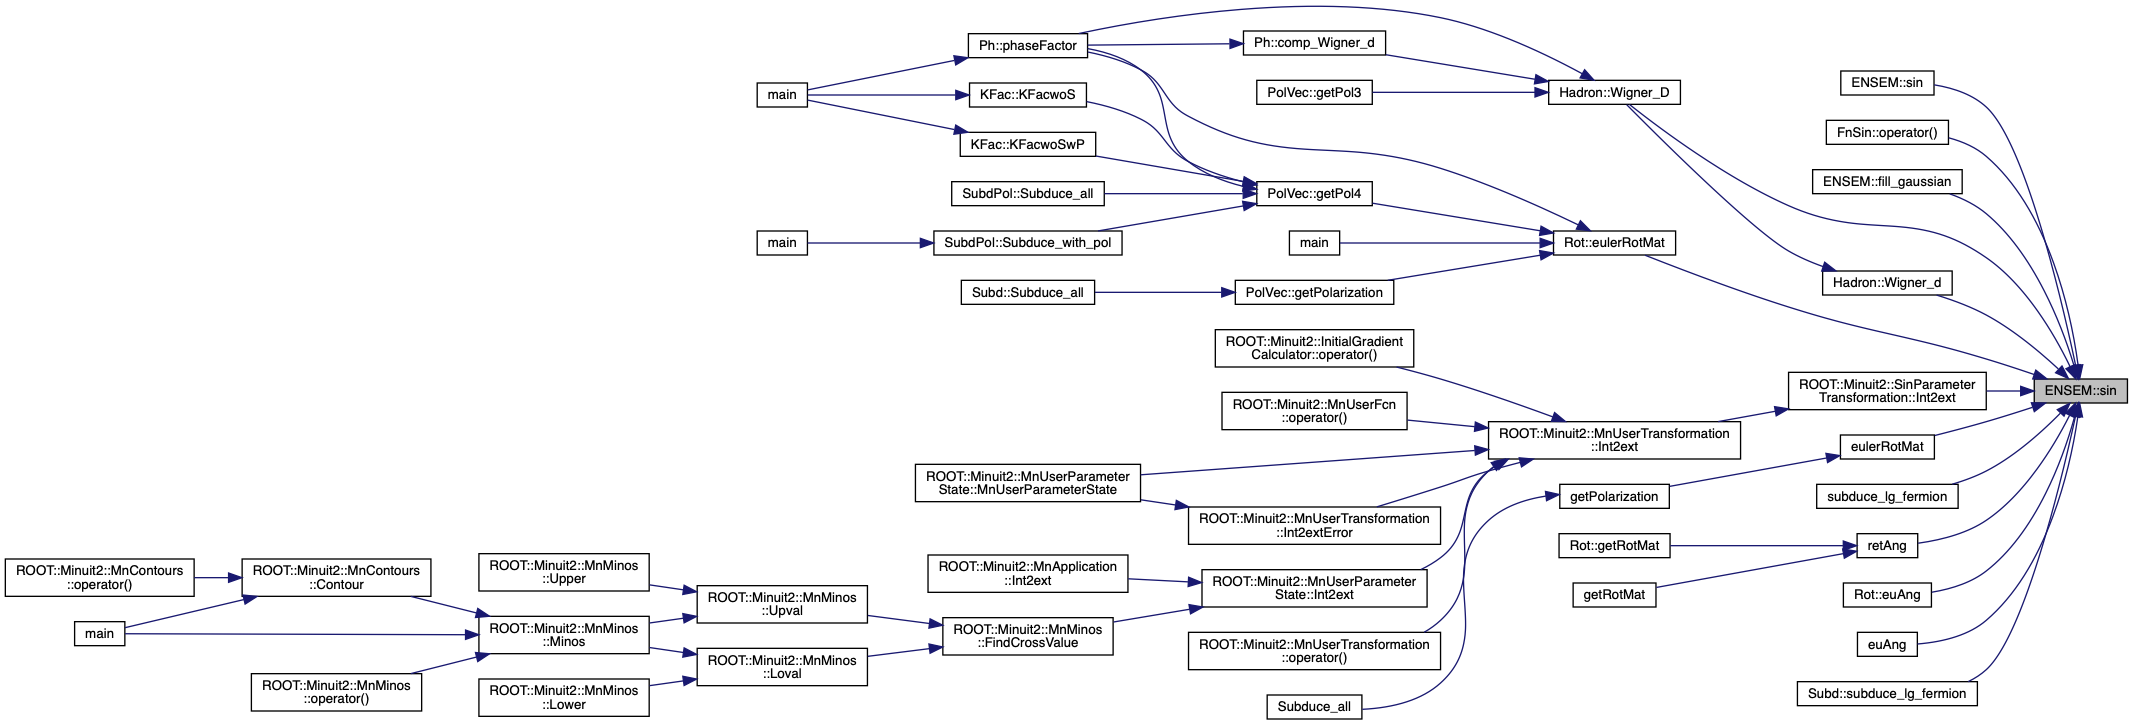 Ph::phaseFactor
Ph::comp_Wigner_d
main
KFac::KFacwoS
PolVec::getPol3
Hadron::Wigner_D
ENSEM::sin
FnSin::operator()
KFac::KFacwoSwP
ENSEM::fill_gaussian
SubdPol::Subduce_all
PolVec::getPol4
main
SubdPol::Subduce_with_pol
main
Rot::eulerRotMat
Subd::Subduce_all
PolVec::getPolarization
Hadron::Wigner_d
ROOT::Minuit2::InitialGradient
Calculator::operator()
ROOT::Minuit2::SinParameter
Transformation::Int2ext
ENSEM::sin
ROOT::Minuit2::MnUserFcn
::operator()
ROOT::Minuit2::MnUserTransformation
::Int2ext
eulerRotMat
ROOT::Minuit2::MnUserParameter
State::MnUserParameterState
getPolarization
subduce_lg_fermion
ROOT::Minuit2::MnUserTransformation
::Int2extError
Rot::getRotMat
retAng
ROOT::Minuit2::MnContours
::operator()
ROOT::Minuit2::MnContours
::Contour
ROOT::Minuit2::MnMinos
::Upper
ROOT::Minuit2::MnApplication
::Int2ext
ROOT::Minuit2::MnUserParameter
State::Int2ext
getRotMat
Rot::euAng
ROOT::Minuit2::MnMinos
::Upval
main
ROOT::Minuit2::MnMinos
::Minos
ROOT::Minuit2::MnMinos
::FindCrossValue
ROOT::Minuit2::MnUserTransformation
::operator()
euAng
ROOT::Minuit2::MnMinos
::Loval
ROOT::Minuit2::MnMinos
::operator()
ROOT::Minuit2::MnMinos
::Lower
Subduce_all
Subd::subduce_lg_fermion